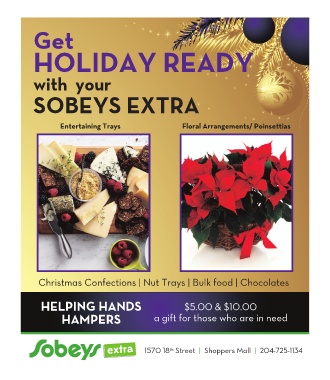 Get
HOLIDAY READY
with your
SOBEYS EXTRA
Entertaining Trays
Floral Arrangements/ Poinsettias
Christmas Confections | Nut Trays | Bulk food | Chocolates
HELPING HANDS
HAMPERS
$5.00 & $10.00
a gift for those who are in need
Sobeys extra
1570 18th Street | Shoppers Mall | 204-725-1134